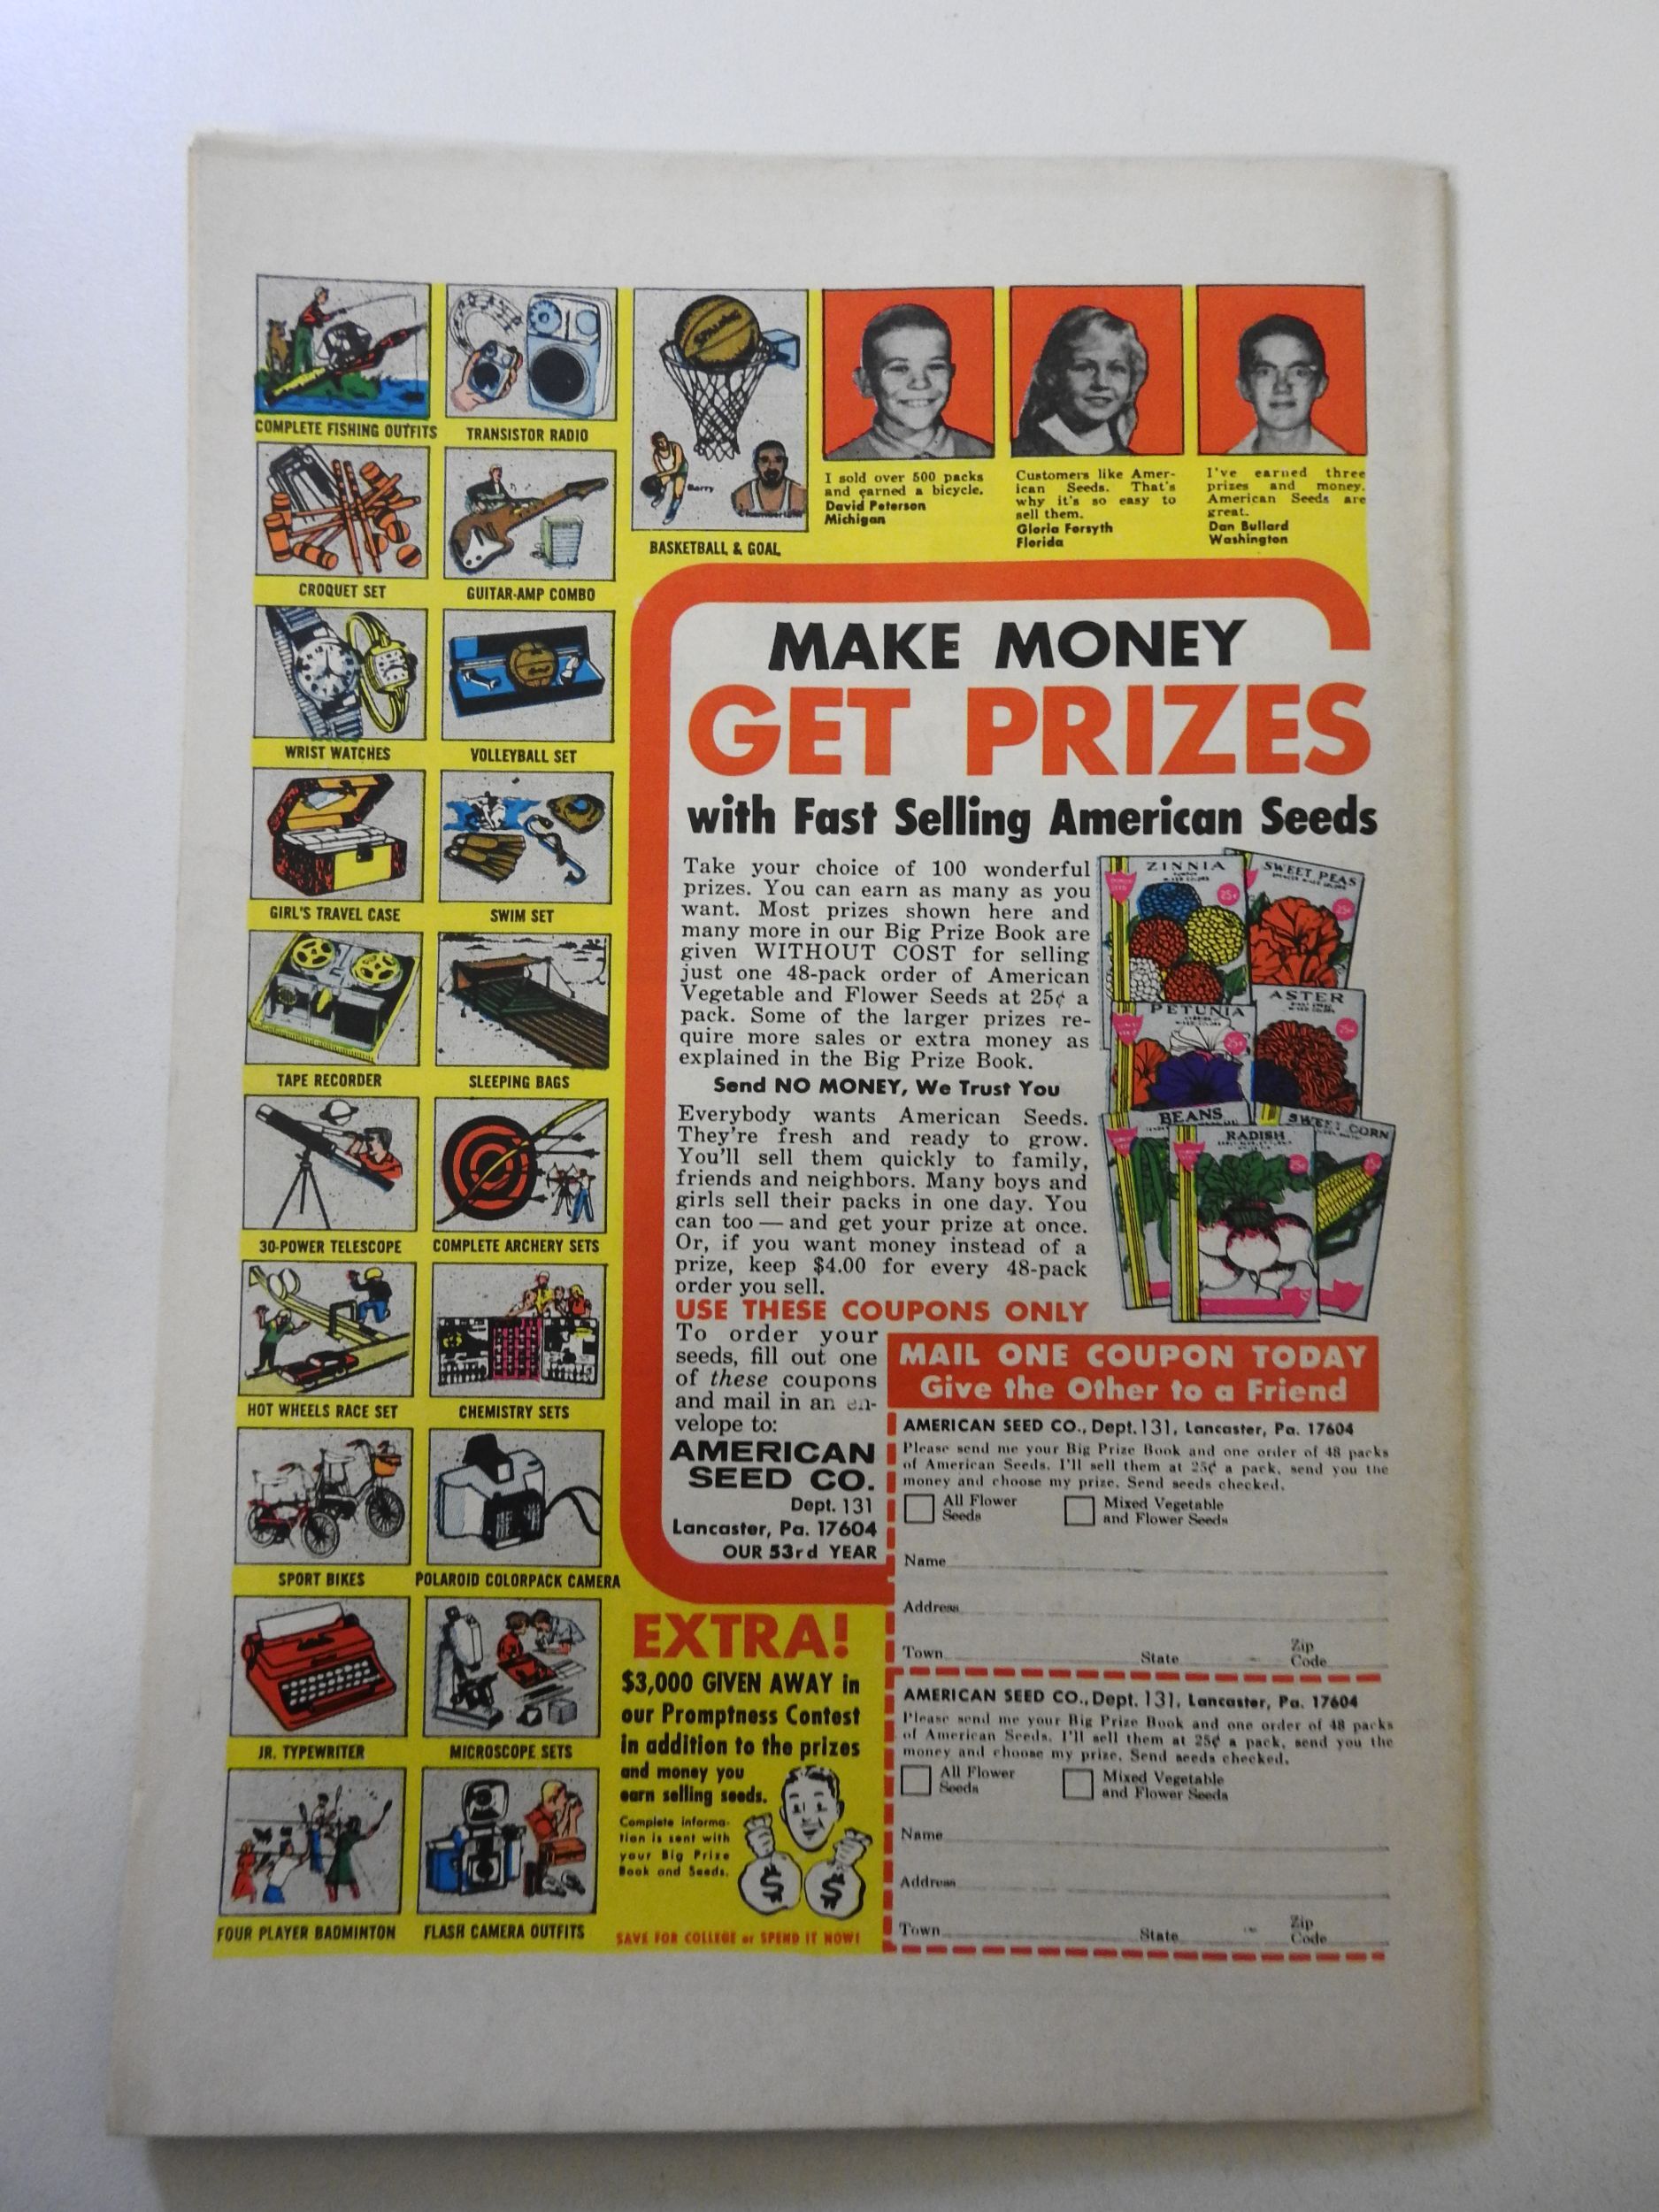 COMPLETE FISHING OUTFITS
TRANSISTOR RADIO
CROQUET SET
GUITAR-AMP COMBO
WRIST WATCHES
VOLLEYBALL SET
GIRL'S TRAVEL CASE
SWIM SET
TAPE RECORDER
SLEEPING BAGS
30-POWER TELESCOPE
COMPLETE ARCHERY SETS
HOT WHEELS RACE SET
CHEMISTRY SETS
SPORT BIKES
POLAROID COLORPACK CAMERA
JR. TYPEWRITER
MICROSCOPE SETS
FOUR PLAYER BADMINTON
FLASH CAMERA OUTFITS
SPALDING
Barry
Chamberlain
BASKETBALL & GOAL
I sold over 500 packs
and earned a bicycle.
David Peterson
Michigan
Customers like Amer-
ican Seeds. That's
why it's so easy to
sell them.
Gloria Forsyth
Florida
I've earned three
prizes and money.
American Seeds are
great.
Dan Bullard
Washington
MAKE MONEY
GET PRIZES
with Fast Selling American Seeds
Take your choice of 100 wonderful
prizes. You can earn as many as you
want. Most prizes shown here and
many more in our Big Prize Book are
given WITHOUT COST for selling
just one 48-pack order of American
Vegetable and Flower Seeds at 25¢ a
pack. Some of the larger prizes re-
quire more sales or extra money as
explained in the Big Prize Book.
Send NO MONEY, We Trust You
Everybody wants American Seeds.
They're fresh and ready to grow.
You'll sell them quickly to family,
friends and neighbors. Many boys and
girls sell their packs in one day. You
can too — and get your prize at once.
Or, if you want money instead of a
prize, keep $4.00 for every 48-pack
order you sell.
ZINNIA
25¢
SWEET PEAS
25¢
PETUNIA
25¢
ASTER
25¢
BEANS
RADISH
25¢
SWEET CORN
25¢
USE THESE COUPONS ONLY
To order your
seeds, fill out one
of these coupons
and mail in an en-
velope to:
AMERICAN
SEED CO.
Dept. 131
Lancaster, Pa. 17604
OUR 53rd YEAR
MAIL ONE COUPON TODAY
Give the Other to a Friend
AMERICAN SEED CO., Dept. 131, Lancaster, Pa. 17604
Please send me your Big Prize Book and one order of 48 packs
of American Seeds. I'll sell them at 25¢ a pack, send you the
money and choose my prize. Send seeds checked.
All Flower Seeds
Mixed Vegetable and Flower Seeds
Name
Address
Town State Zip Code
AMERICAN SEED CO., Dept. 131, Lancaster, Pa. 17604
Please send me your Big Prize Book and one order of 48 packs
of American Seeds. I'll sell them at 25¢ a pack, send you the
money and choose my prize. Send seeds checked.
All Flower Seeds
Mixed Vegetable and Flower Seeds
Name
Address
Town State Zip Code
EXTRA!
$3,000 GIVEN AWAY in
our Promptness Contest
in addition to the prizes
and money you
earn selling seeds.
Complete informa-
tion is sent with
your Big Prize
Book and Seeds.
$ $
SAVE FOR COLLEGE or SPEND IT NOW!